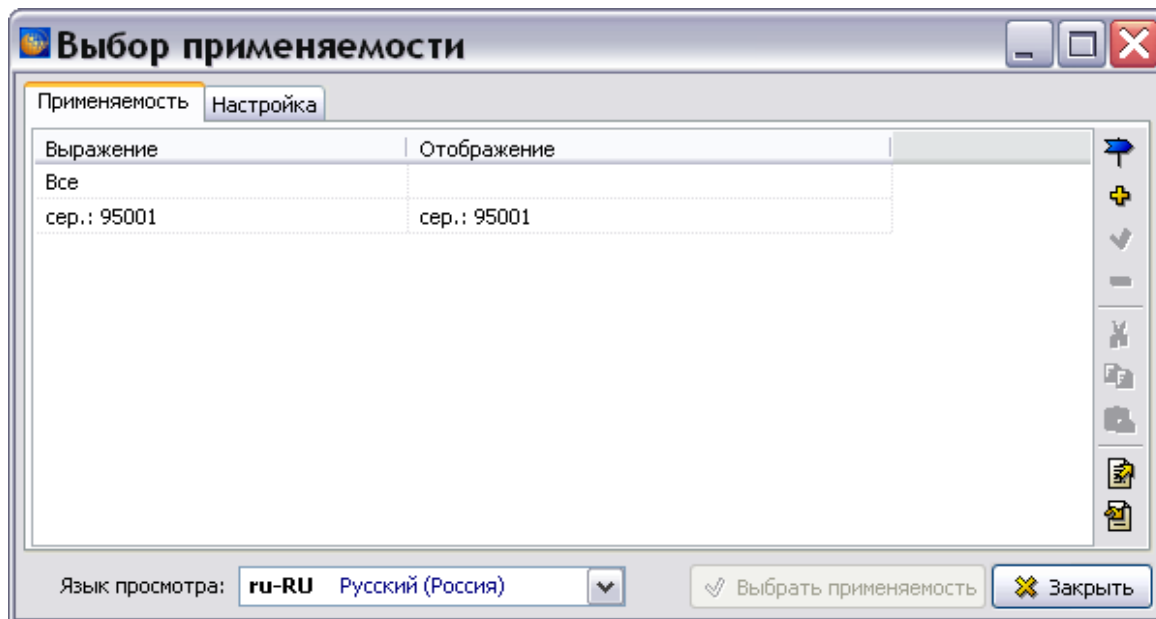 Выбор применяемости
Применяемость Настройка
Выражение Отображение
Все
сер.: 95001 сер.: 95001
Язык просмотра: ru-RU Русский (Россия) Выбрать применяемость Закрыть